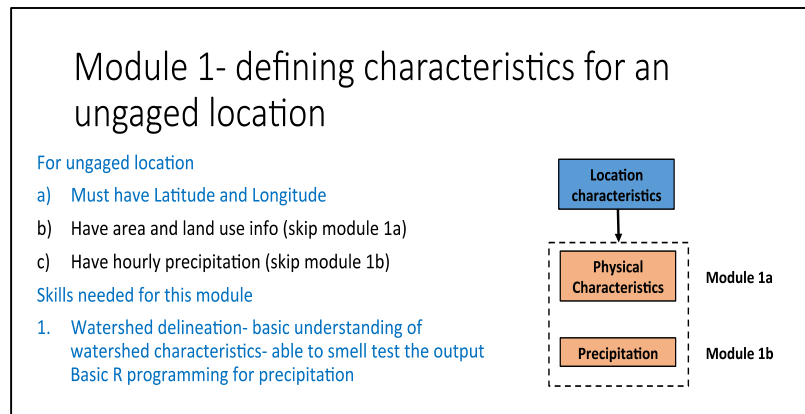 Module 1- defining characteristics for an
ungaged location
For ungaged location
a) Must have Latitude and Longitude
b) Have area and land use info (skip module 1a)
c) Have hourly precipitation (skip module 1b)
Skills needed for this module
1. Watershed delineation- basic understanding of
watershed characteristics- able to smell test the output
Basic R programming for precipitation
Location
characteristics
Physical
Characteristics
Module 1a
Precipitation
Module 1b